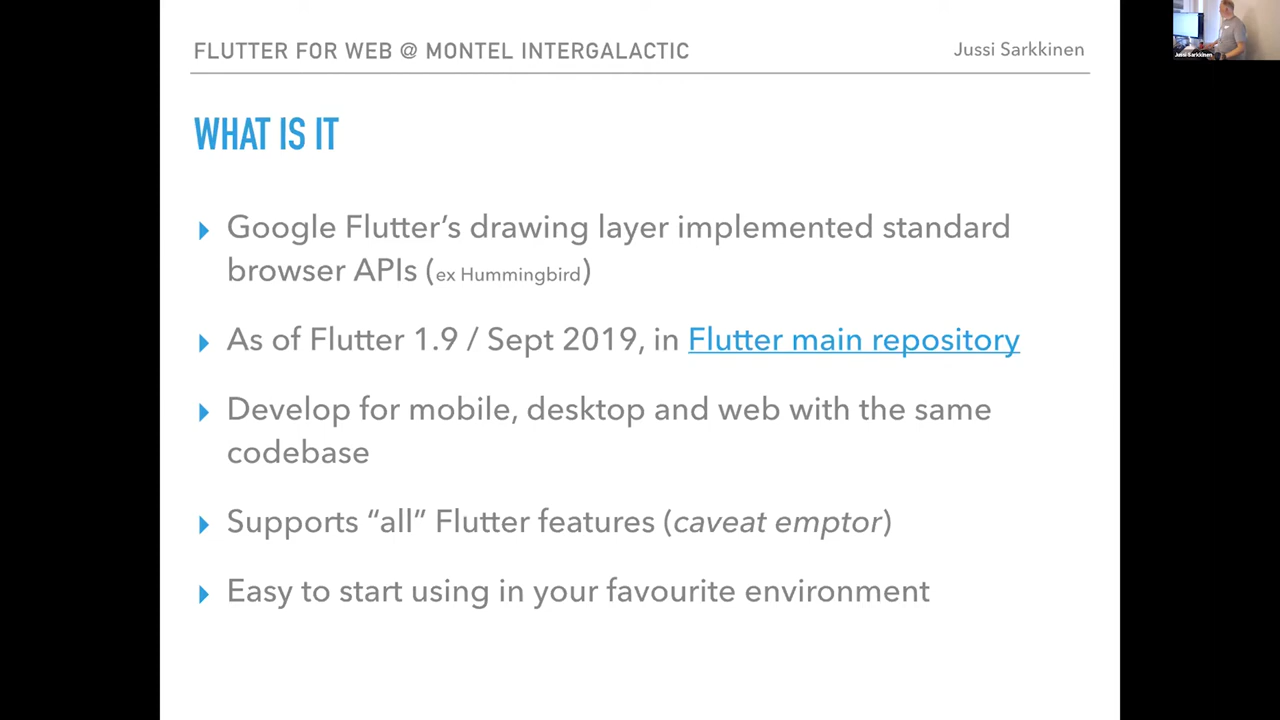 FLUTTER FOR WEB @ MONTEL INTERGALACTIC
Jussi Sarkkinen
Jussi Sarkkinen
WHAT IS IT
▸ Google Flutter’s drawing layer implemented standard
browser APIs (ex Hummingbird)
▸ As of Flutter 1.9 / Sept 2019, in Flutter main repository
▸ Develop for mobile, desktop and web with the same
codebase
▸ Supports “all” Flutter features (caveat emptor)
▸ Easy to start using in your favourite environment